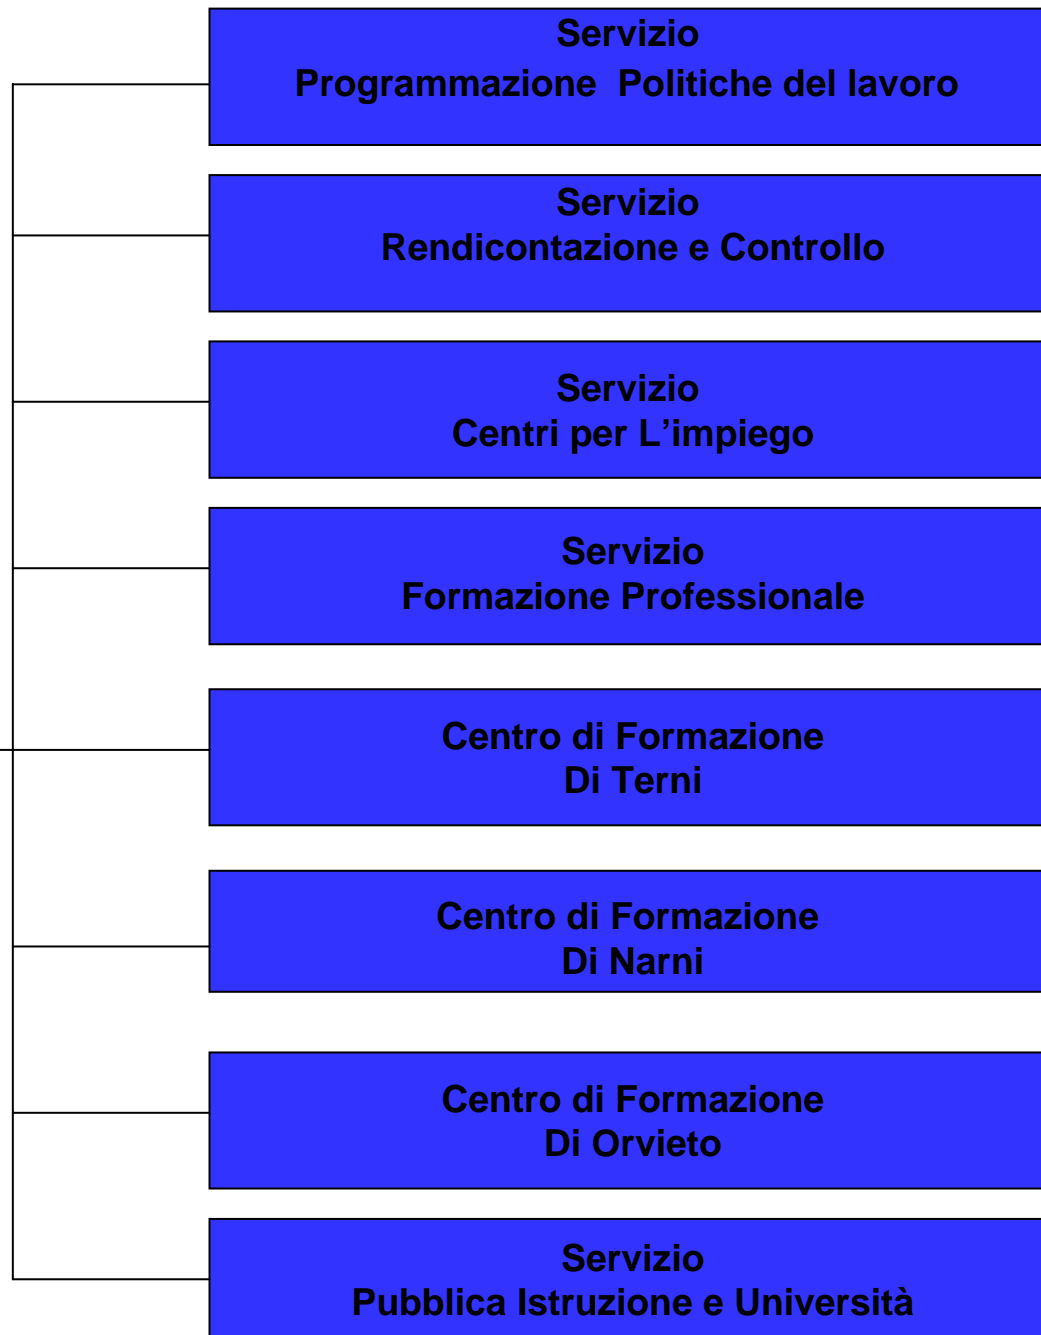 Servizio
Programmazione Politiche del lavoro
Servizio
Rendicontazione e Controllo
Servizio
Centri per L’impiego
Servizio
Formazione Professionale
Centro di Formazione
Di Terni
Centro di Formazione
Di Narni
Centro di Formazione
Di Orvieto
Servizio
Pubblica Istruzione e Università